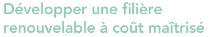 Développer une filière
renouvelable à coût maîtrisé